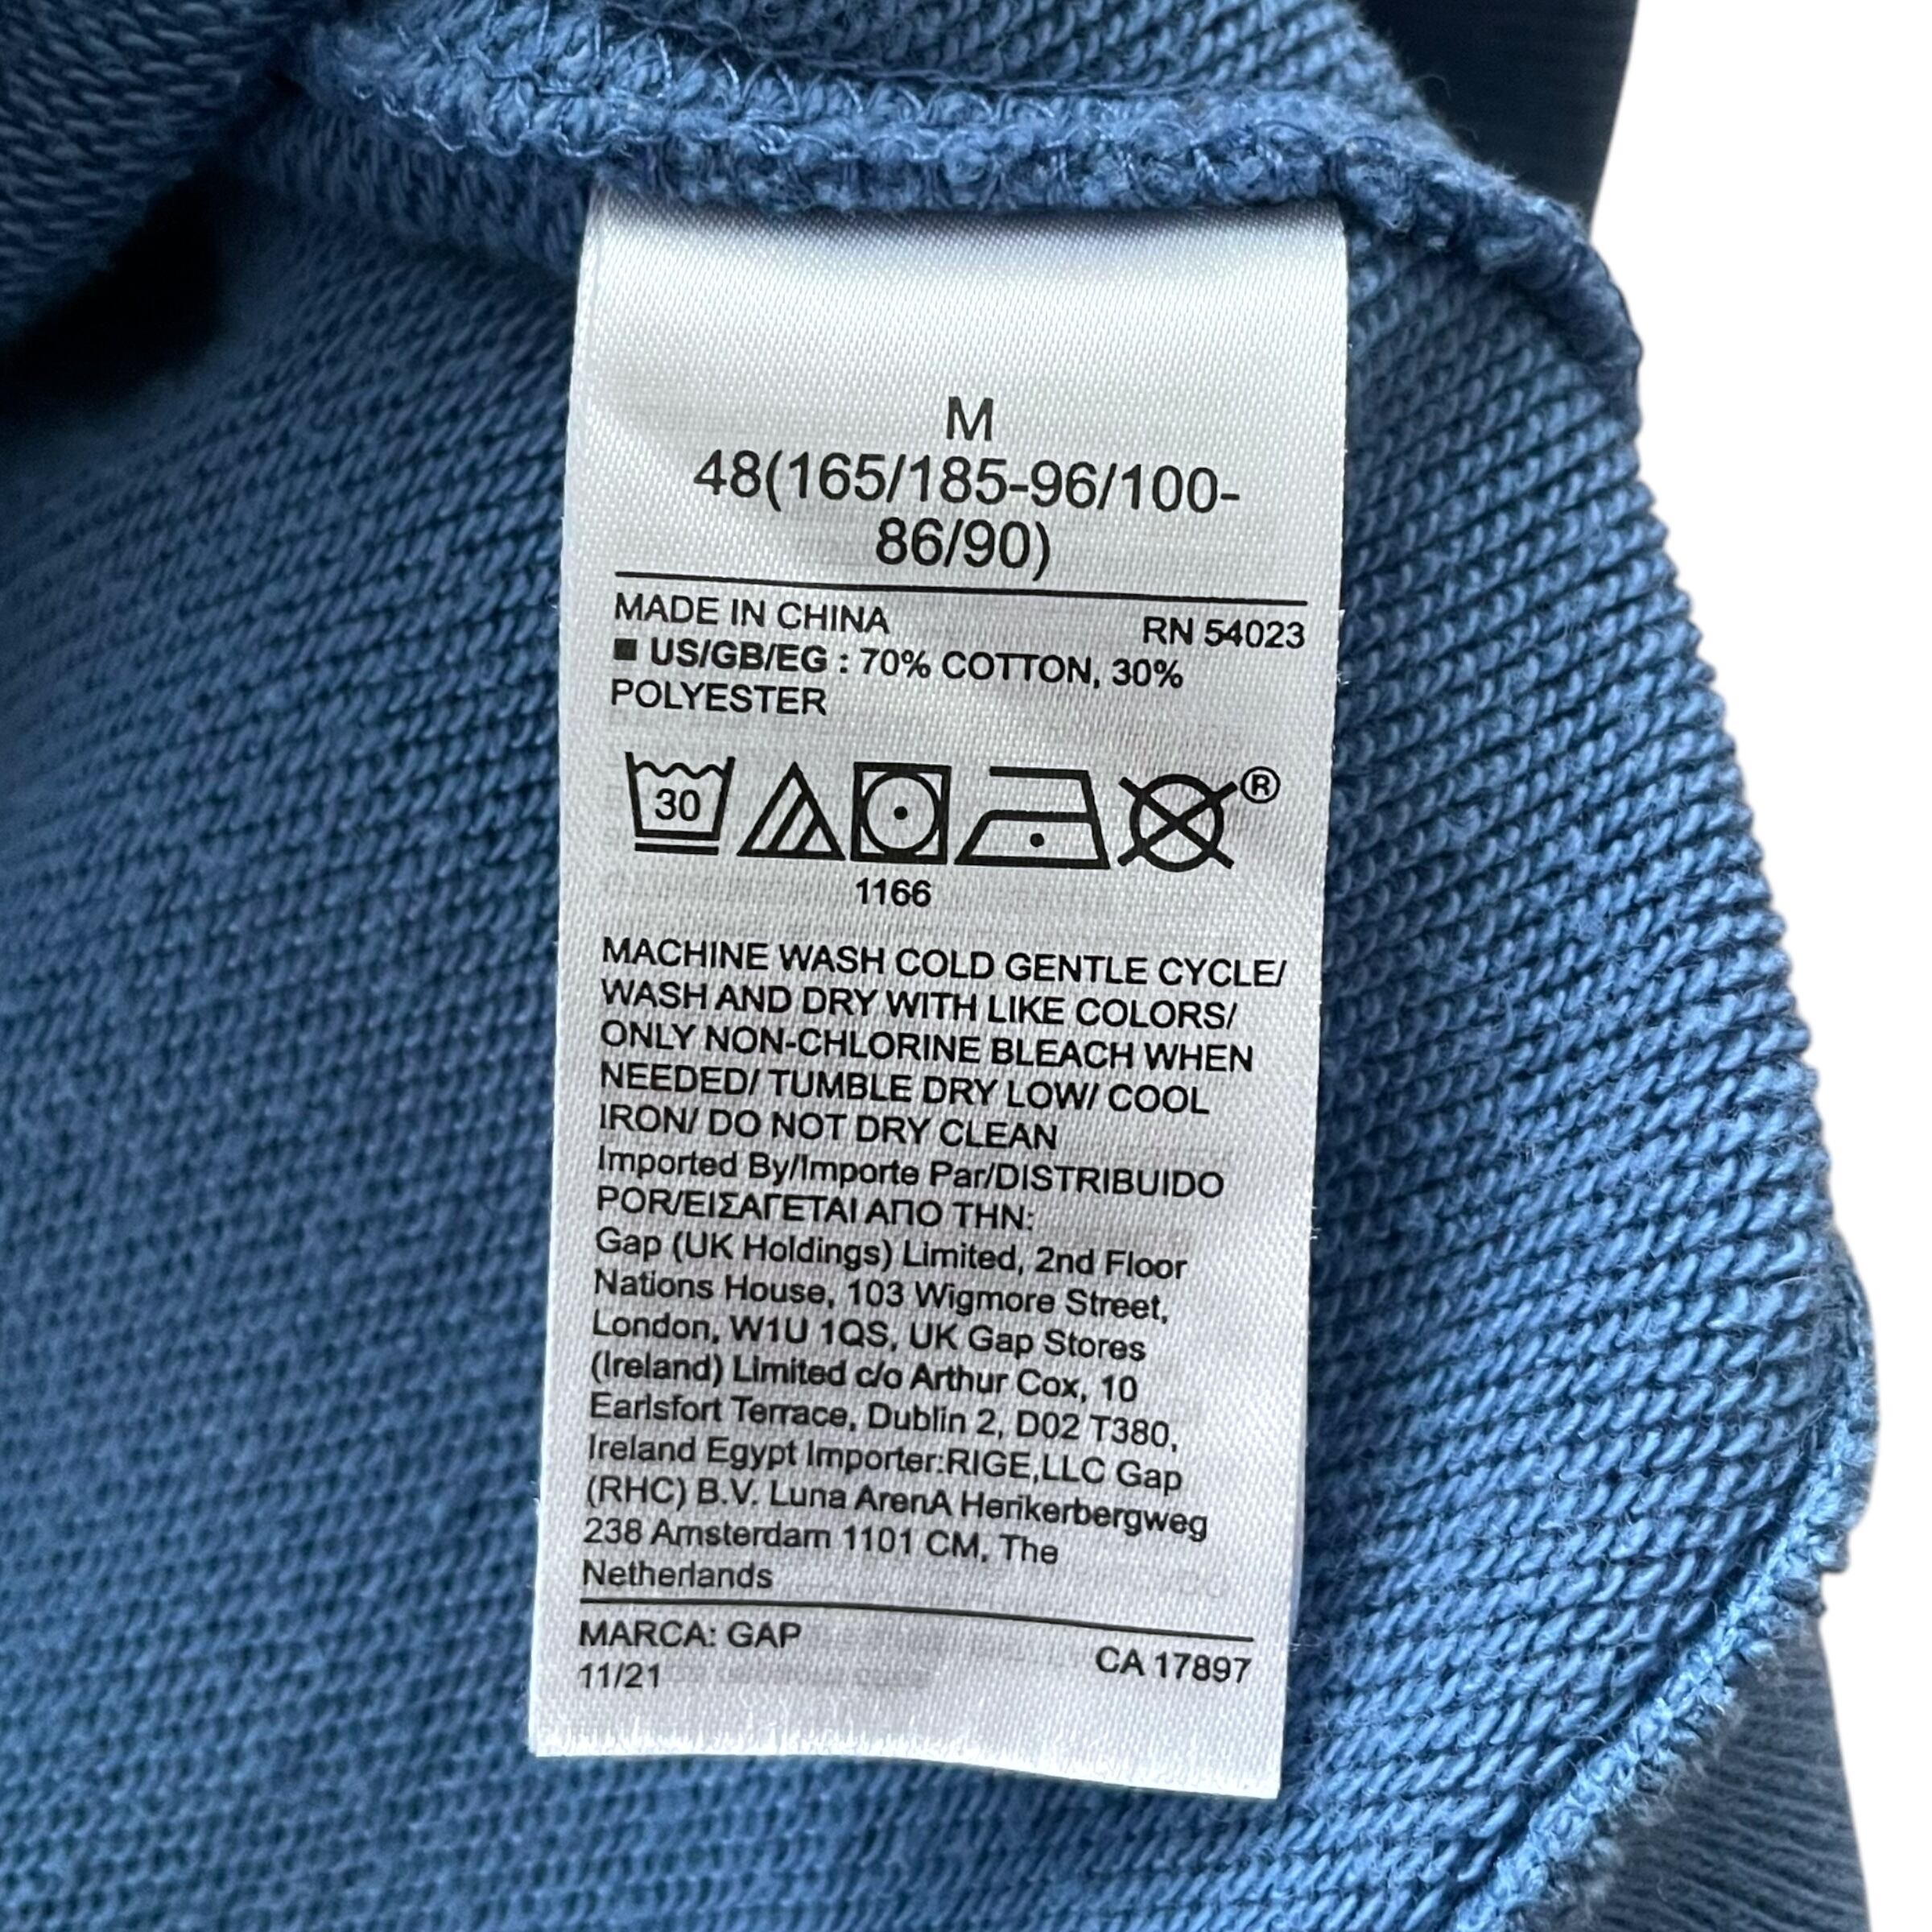 M
48(165/185-96/100-
86/90)
MADE IN CHINA RN 54023
■ US/GB/EG : 70% COTTON, 30%
POLYESTER
30
®
1166
MACHINE WASH COLD GENTLE CYCLE/
WASH AND DRY WITH LIKE COLORS/
ONLY NON-CHLORINE BLEACH WHEN
NEEDED/ TUMBLE DRY LOW/ COOL
IRON/ DO NOT DRY CLEAN
Imported By/Importe Par/DISTRIBUIDO
POR/ΕΙΣΑΓΕΤΑΙ ΑΠΟ ΤΗΝ:
Gap (UK Holdings) Limited, 2nd Floor
Nations House, 103 Wigmore Street,
London, W1U 1QS, UK Gap Stores
(Ireland) Limited c/o Arthur Cox, 10
Earlsfort Terrace, Dublin 2, D02 T380,
Ireland Egypt Importer:RIGE,LLC Gap
(RHC) B.V. Luna ArenA Herikerbergweg
238 Amsterdam 1101 CM, The
Netherlands
MARCA: GAP CA 17897
11/21